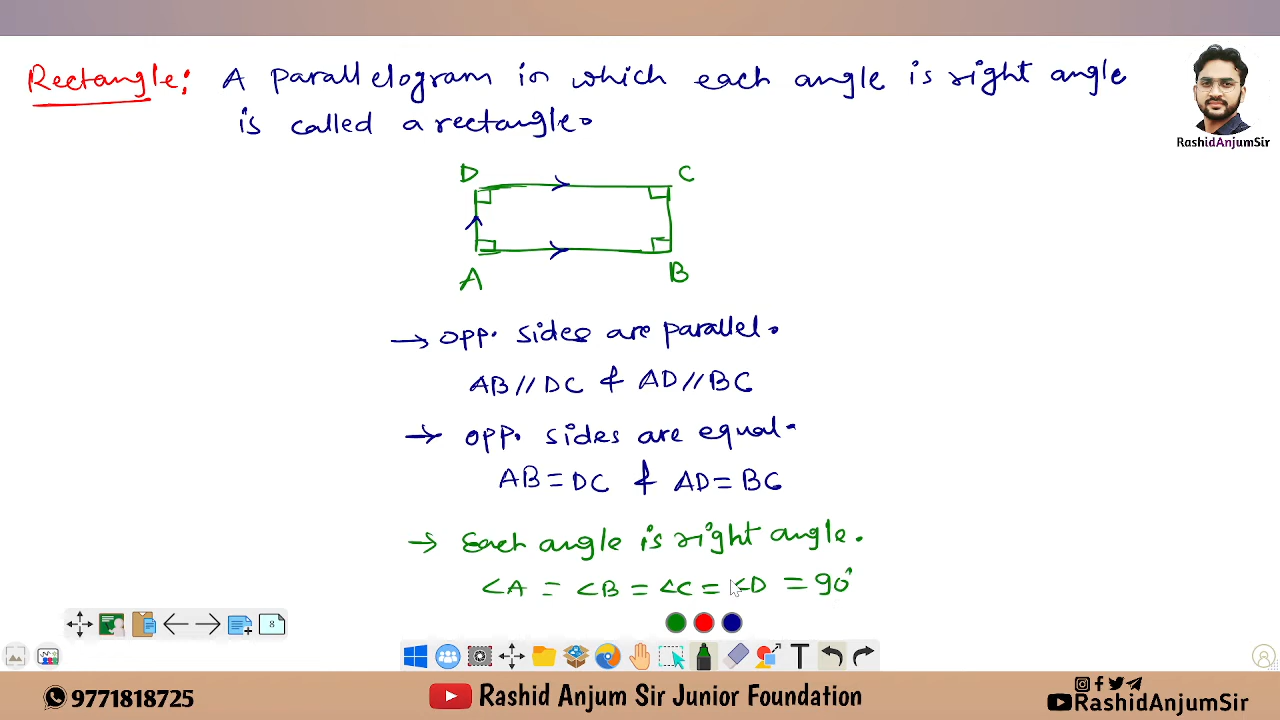 Rectangle: A parallelogram in which each angle is right angle
is called a rectangle.
RashidAnjumSir
D C
A B
→ opp. sides are parallel.
AB//DC & AD//BC
→ opp. sides are equal.
AB=DC & AD=BC
→ Each angle is right angle.
∠A = ∠B = ∠C = ∠D = 90°
8
T
9771818725
Rashid Anjum Sir Junior Foundation
RashidAnjumSir